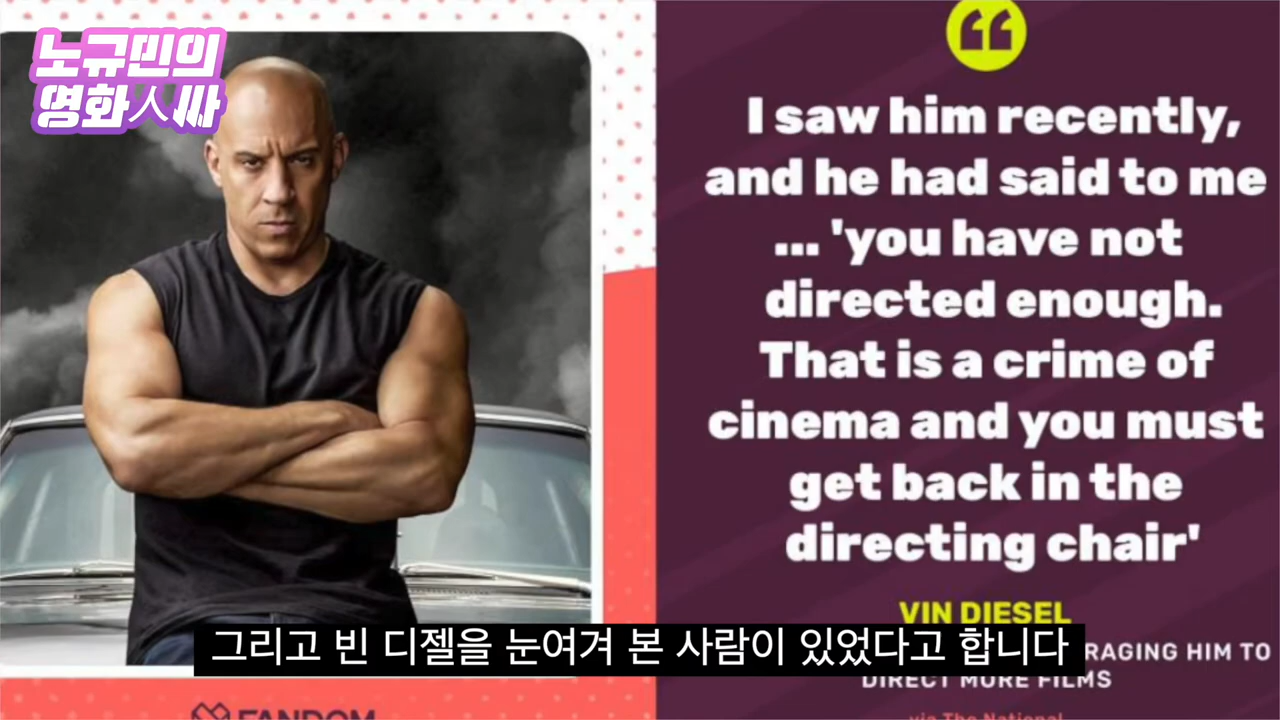 노규민의
영화人싸
I saw him recently,
and he had said to me
... 'you have not
directed enough.
That is a crime of
cinema and you must
get back in the
directing chair'
VIN DIESEL
RAGING HIM TO
DIRECT MORE FILMS
via The National
그리고 빈 디젤을 눈여겨 본 사람이 있었다고 합니다
FANDOM